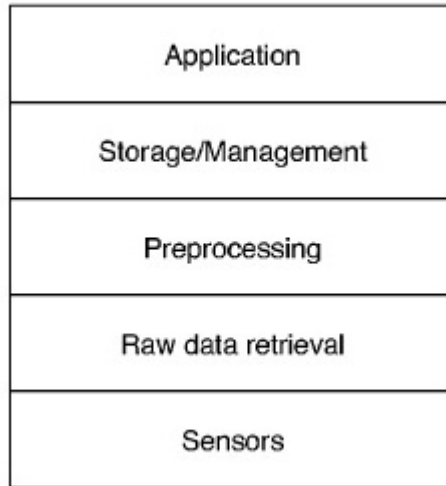 Application
Storage/Management
Preprocessing
Raw data retrieval
Sensors